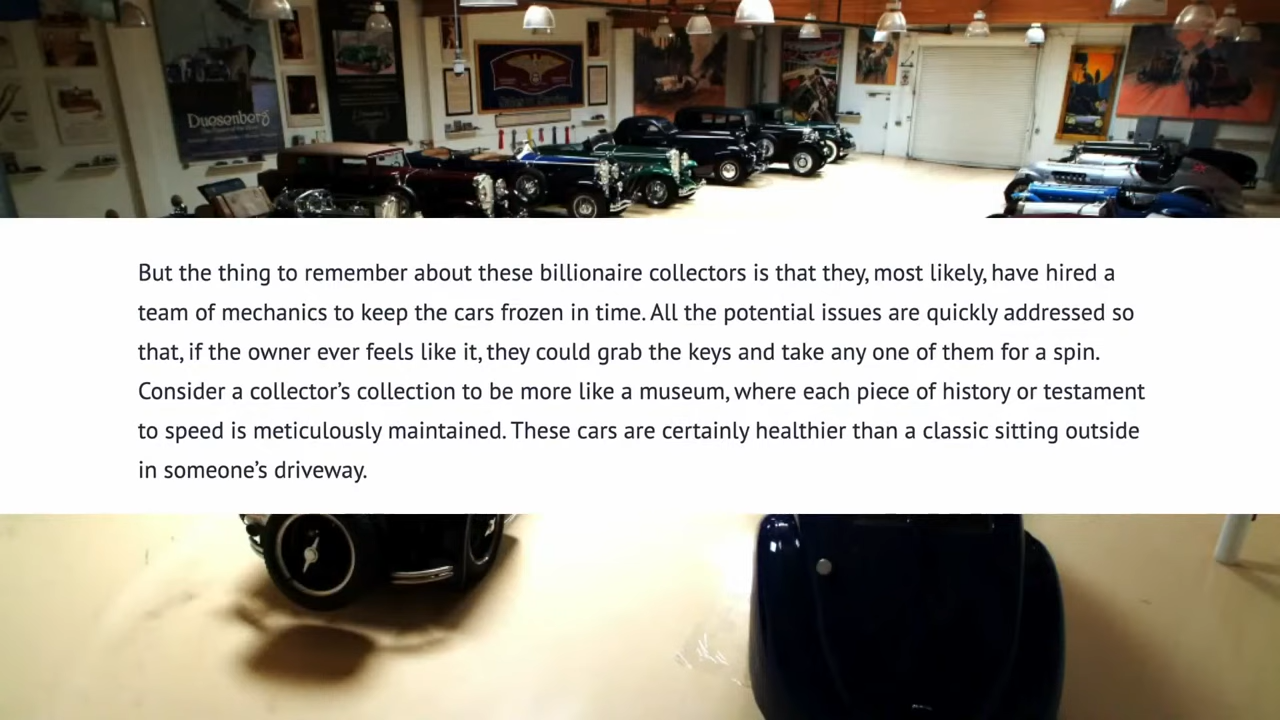 Duesenberg
But the thing to remember about these billionaire collectors is that they, most likely, have hired a
team of mechanics to keep the cars frozen in time. All the potential issues are quickly addressed so
that, if the owner ever feels like it, they could grab the keys and take any one of them for a spin.
Consider a collector’s collection to be more like a museum, where each piece of history or testament
to speed is meticulously maintained. These cars are certainly healthier than a classic sitting outside
in someone’s driveway.